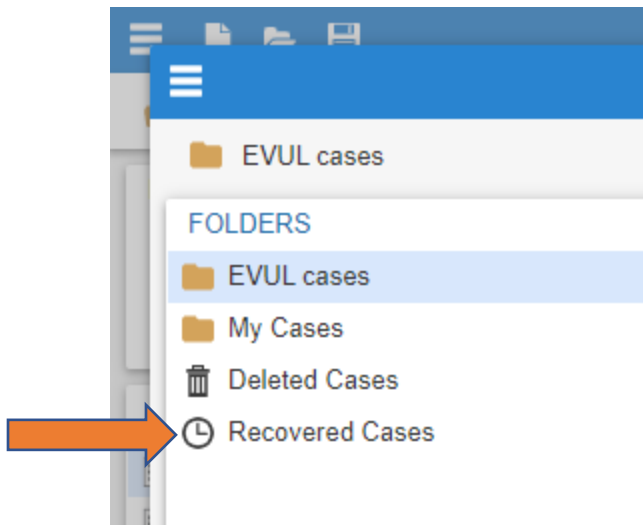 EVUL cases
FOLDERS
EVUL cases
My Cases
Deleted Cases
Recovered Cases